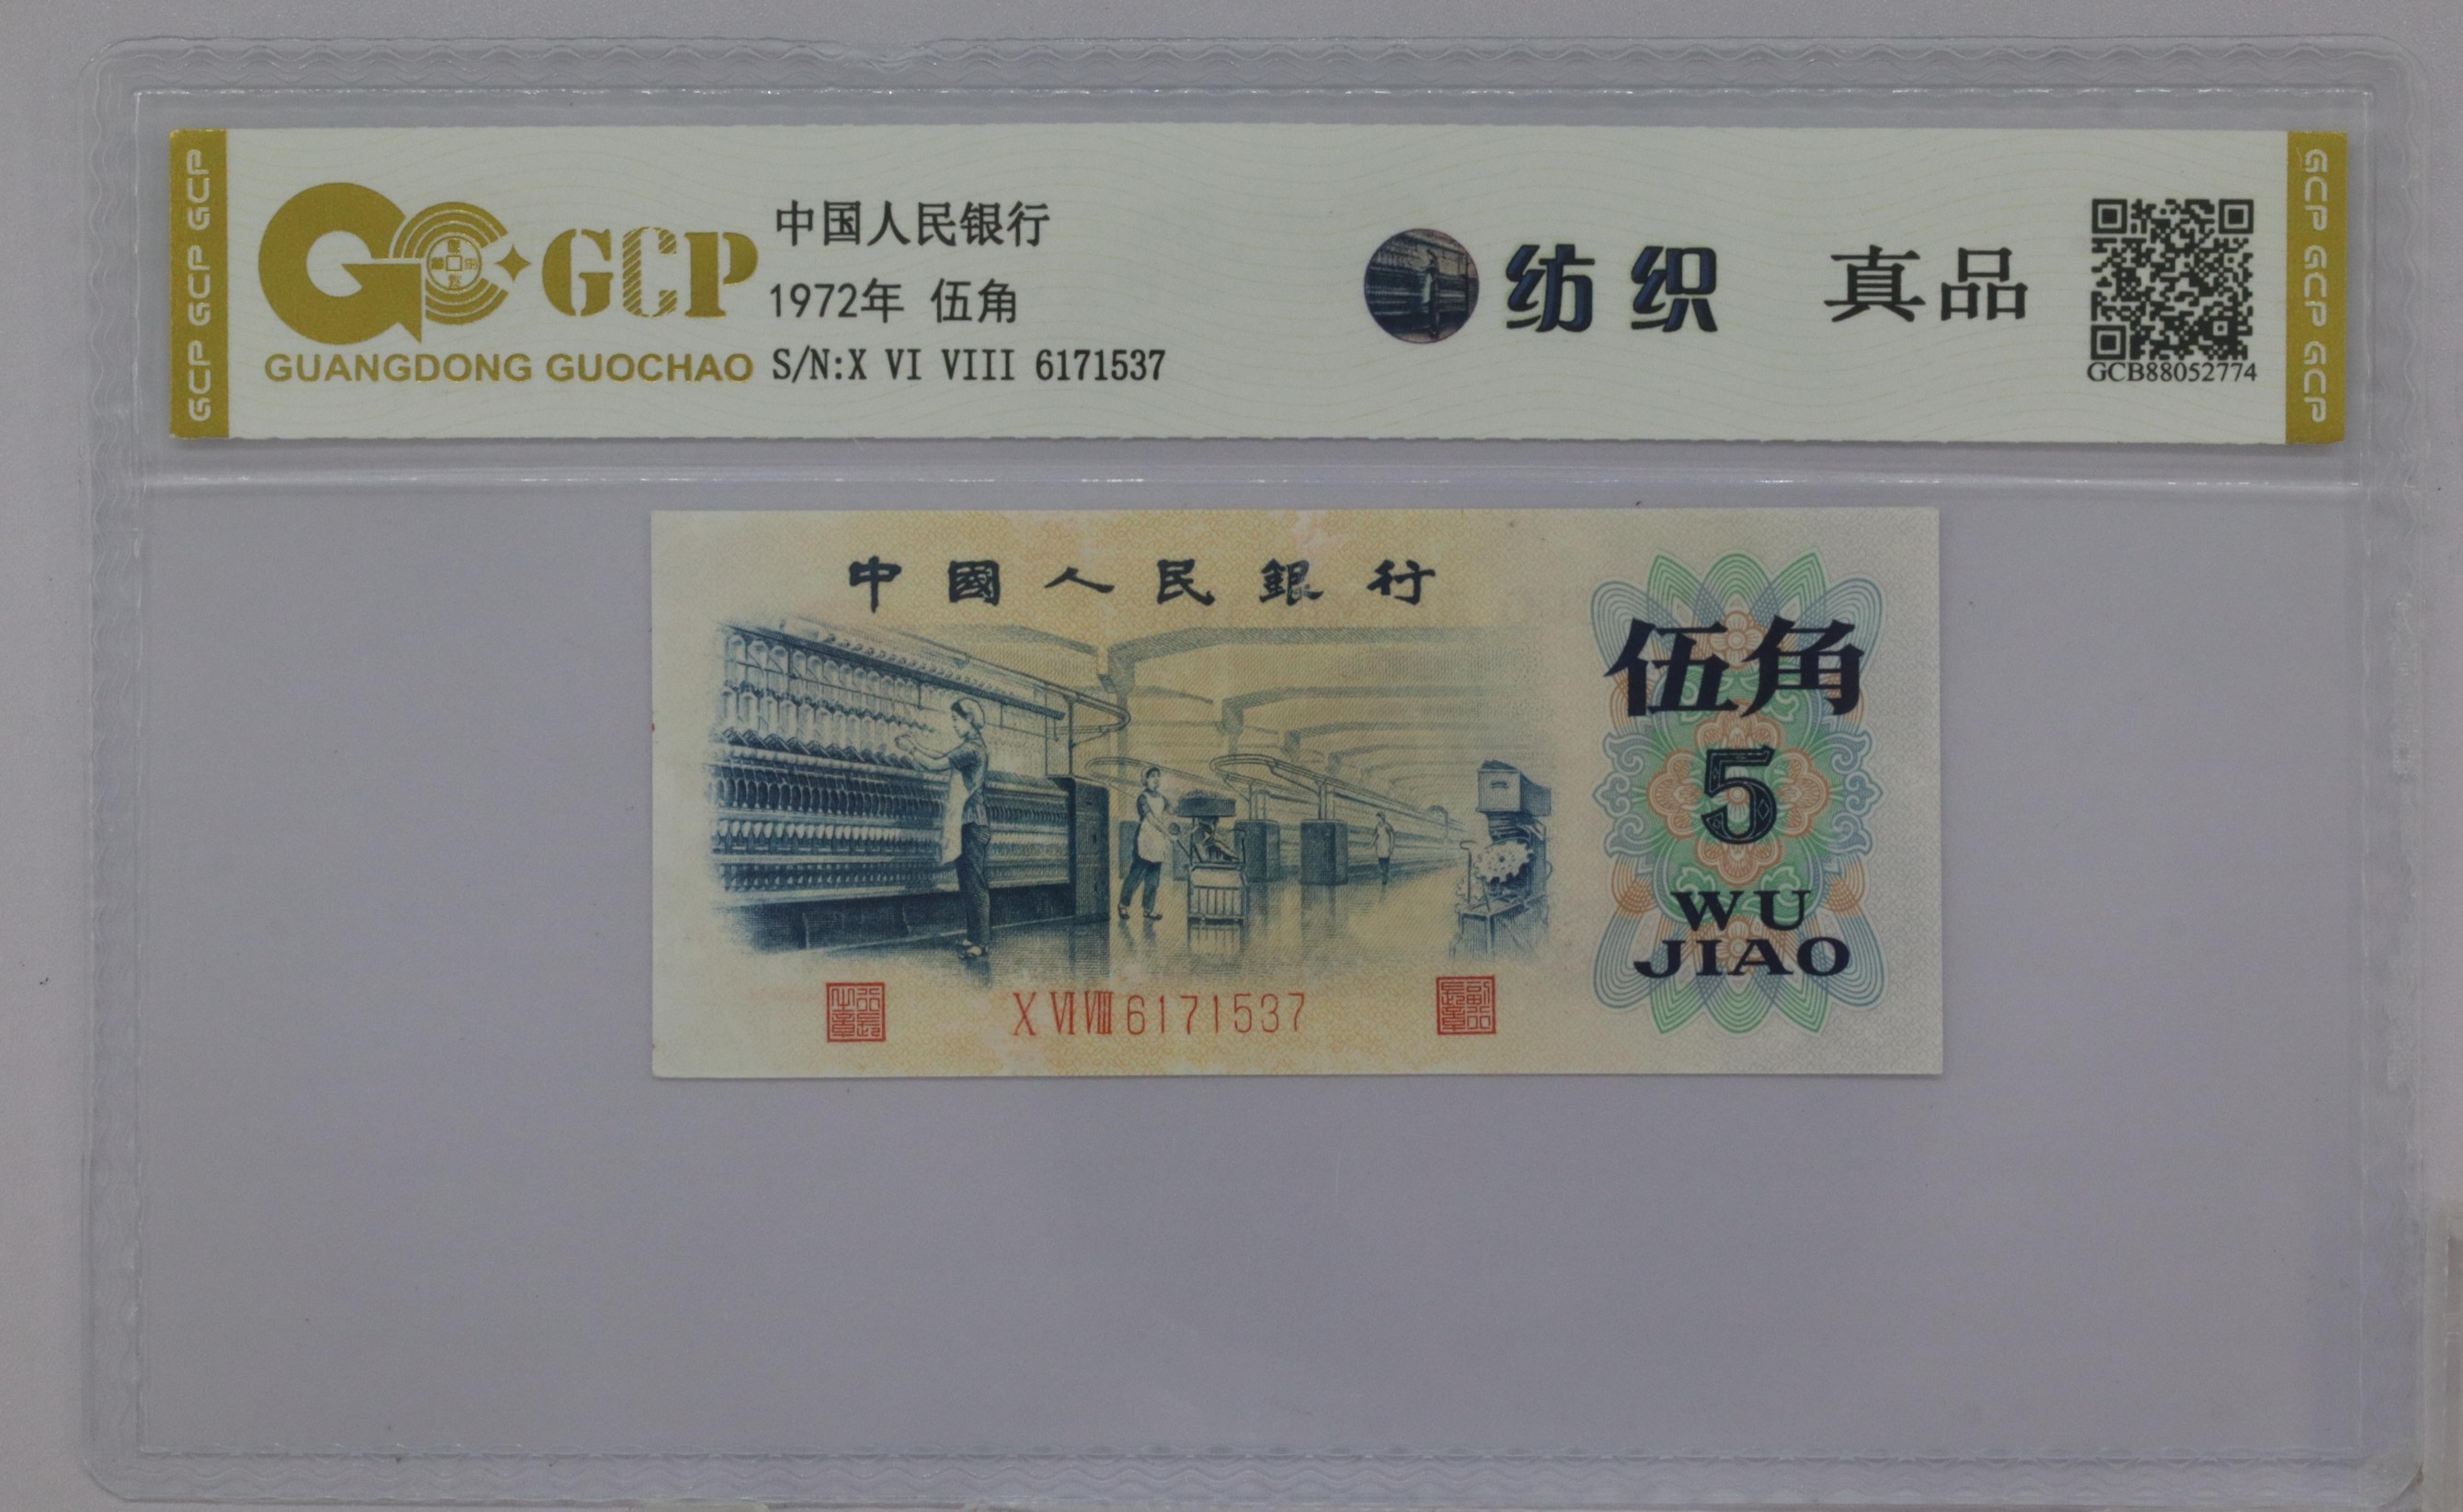 GCP GCP GCP
GCP
GUANGDONG GUOCHAO
中国人民银行
1972年 伍角
S/N:X VI VIII 6171537
纺织 真品
GCB88052774
GCP GCP GCP
中國人民銀行
伍角
5
WU
JIAO
X VI VIII 6171537